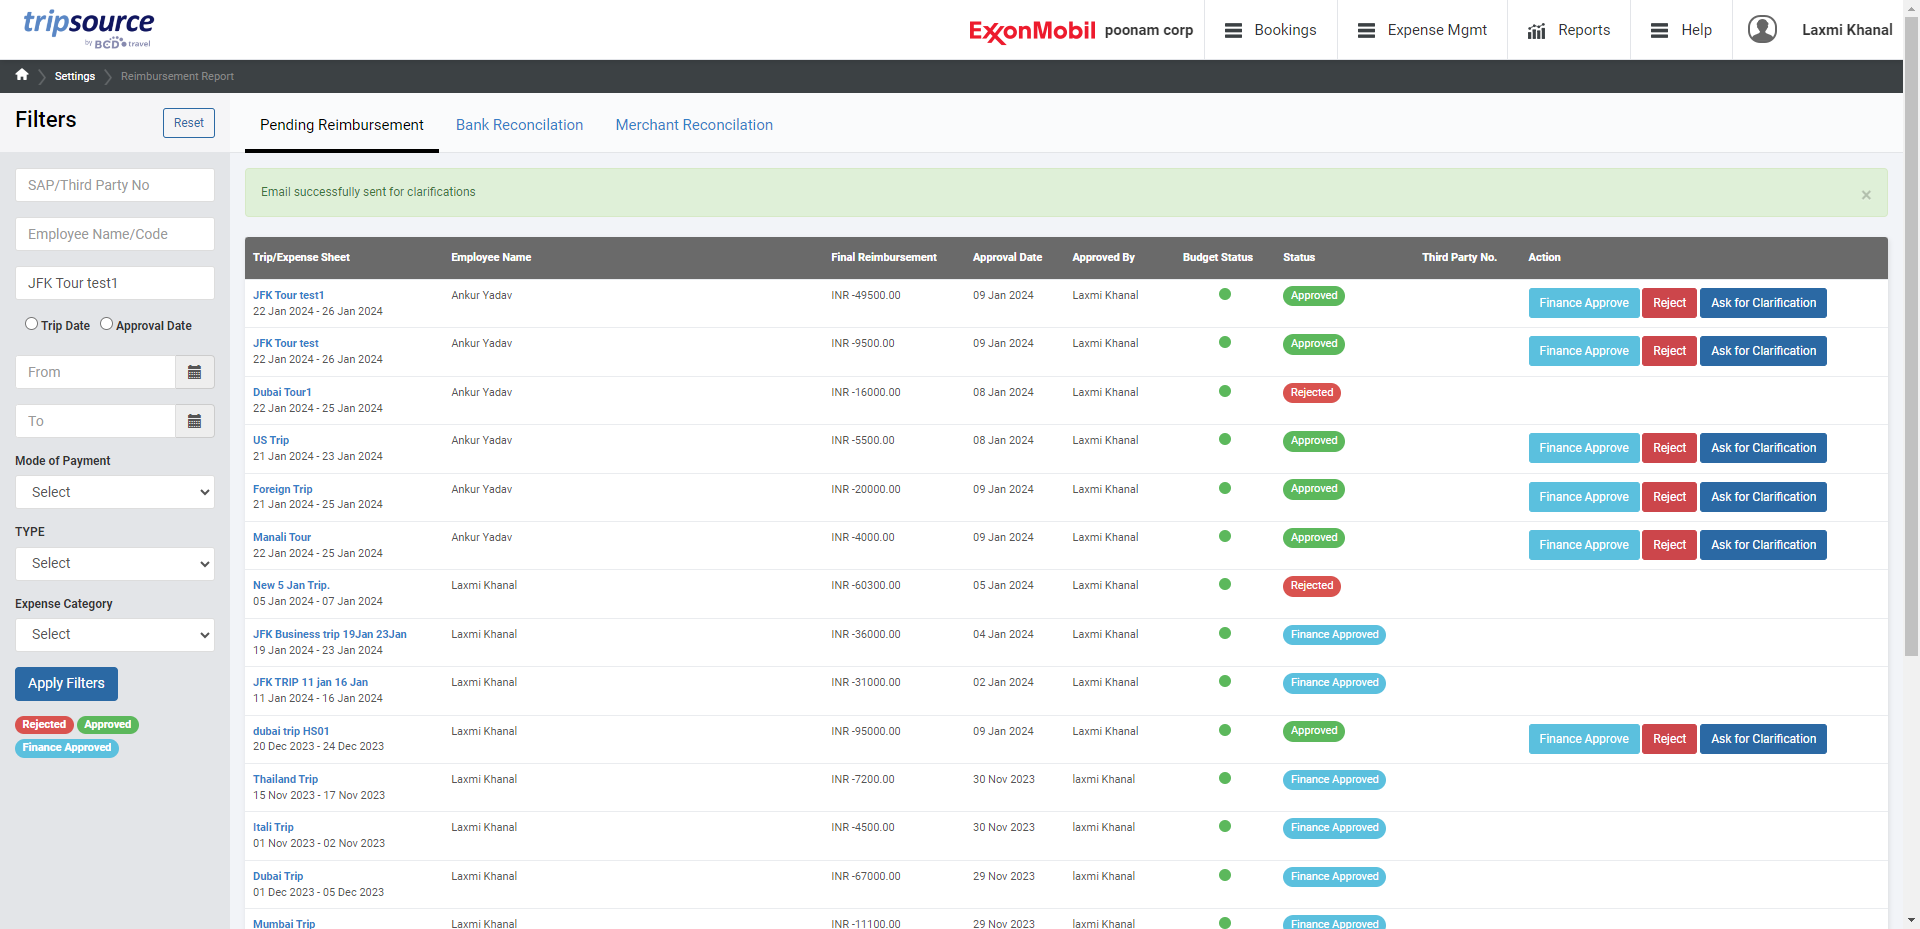 tripsource
by BCD travel
ExxonMobil poonam corp
Bookings
Expense Mgmt
Reports
Help
Laxmi Khanal
Settings
Reimbursement Report
Filters
Reset
SAP/Third Party No
Employee Name/Code
JFK Tour test1
Trip Date
Approval Date
From
To
Mode of Payment
Select
TYPE
Select
Expense Category
Select
Apply Filters
Rejected Approved
Finance Approved
Pending Reimbursement Bank Reconcilation Merchant Reconcilation
Email successfully sent for clarifications ×
Trip/Expense Sheet Employee Name Final Reimbursement Approval Date Approved By Budget Status Status Third Party No. Action
JFK Tour test1 Ankur Yadav INR -49500.00 09 Jan 2024 Laxmi Khanal Approved Finance Approve Reject Ask for Clarification
22 Jan 2024 - 26 Jan 2024
JFK Tour test Ankur Yadav INR -9500.00 09 Jan 2024 Laxmi Khanal Approved Finance Approve Reject Ask for Clarification
22 Jan 2024 - 26 Jan 2024
Dubai Tour1 Ankur Yadav INR -16000.00 08 Jan 2024 Laxmi Khanal Rejected
22 Jan 2024 - 25 Jan 2024
US Trip Ankur Yadav INR -5500.00 08 Jan 2024 Laxmi Khanal Approved Finance Approve Reject Ask for Clarification
21 Jan 2024 - 23 Jan 2024
Foreign Trip Ankur Yadav INR -20000.00 09 Jan 2024 Laxmi Khanal Approved Finance Approve Reject Ask for Clarification
21 Jan 2024 - 25 Jan 2024
Manali Tour Ankur Yadav INR -4000.00 09 Jan 2024 Laxmi Khanal Approved Finance Approve Reject Ask for Clarification
22 Jan 2024 - 25 Jan 2024
New 5 Jan Trip. Laxmi Khanal INR -60300.00 05 Jan 2024 Laxmi Khanal Rejected
05 Jan 2024 - 07 Jan 2024
JFK Business trip 19Jan 23Jan Laxmi Khanal INR -36000.00 04 Jan 2024 Laxmi Khanal Finance Approved
19 Jan 2024 - 23 Jan 2024
JFK TRIP 11 jan 16 Jan Laxmi Khanal INR -31000.00 02 Jan 2024 Laxmi Khanal Finance Approved
11 Jan 2024 - 16 Jan 2024
dubai trip HS01 Laxmi Khanal INR -95000.00 09 Jan 2024 Laxmi Khanal Approved Finance Approve Reject Ask for Clarification
20 Dec 2023 - 24 Dec 2023
Thailand Trip Laxmi Khanal INR -7200.00 30 Nov 2023 laxmi Khanal Finance Approved
15 Nov 2023 - 17 Nov 2023
Itali Trip Laxmi Khanal INR -4500.00 30 Nov 2023 laxmi Khanal Finance Approved
01 Nov 2023 - 02 Nov 2023
Dubai Trip Laxmi Khanal INR -67000.00 29 Nov 2023 laxmi Khanal Finance Approved
01 Dec 2023 - 05 Dec 2023
Mumbai Trip Laxmi Khanal INR -11100.00 29 Nov 2023 laxmi Khanal Finance Approved